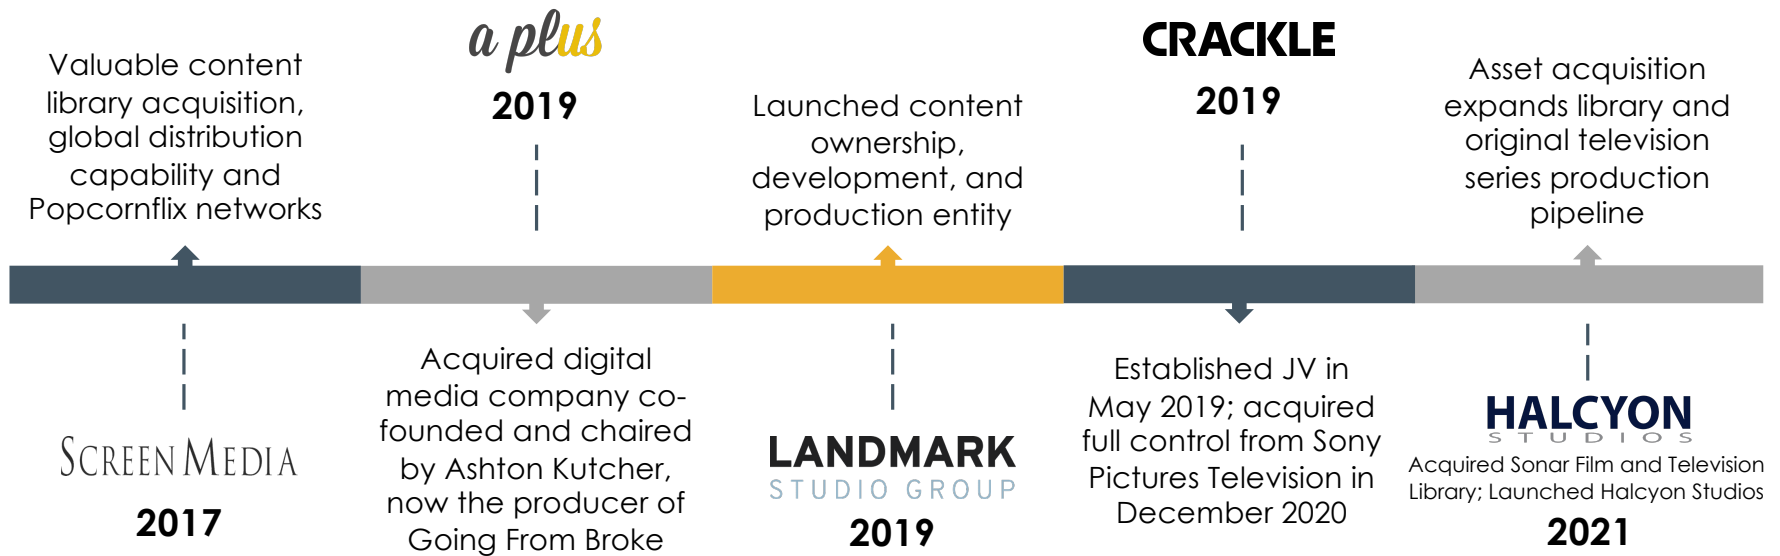 Valuable content
library acquisition,
global distribution
capability and
Popcornflix networks
SCREEN MEDIA
2017
a plus
2019
Acquired digital
media company co-
founded and chaired
by Ashton Kutcher,
now the producer of
Going From Broke
Launched content
ownership,
development, and
production entity
LANDMARK
STUDIO GROUP
2019
CRACKLE
2019
Established JV in
May 2019; acquired
full control from Sony
Pictures Television in
December 2020
Asset acquisition
expands library and
original television
series production
pipeline
HALCYON
STUDIOS
Acquired Sonar Film and Television
Library; Launched Halcyon Studios
2021